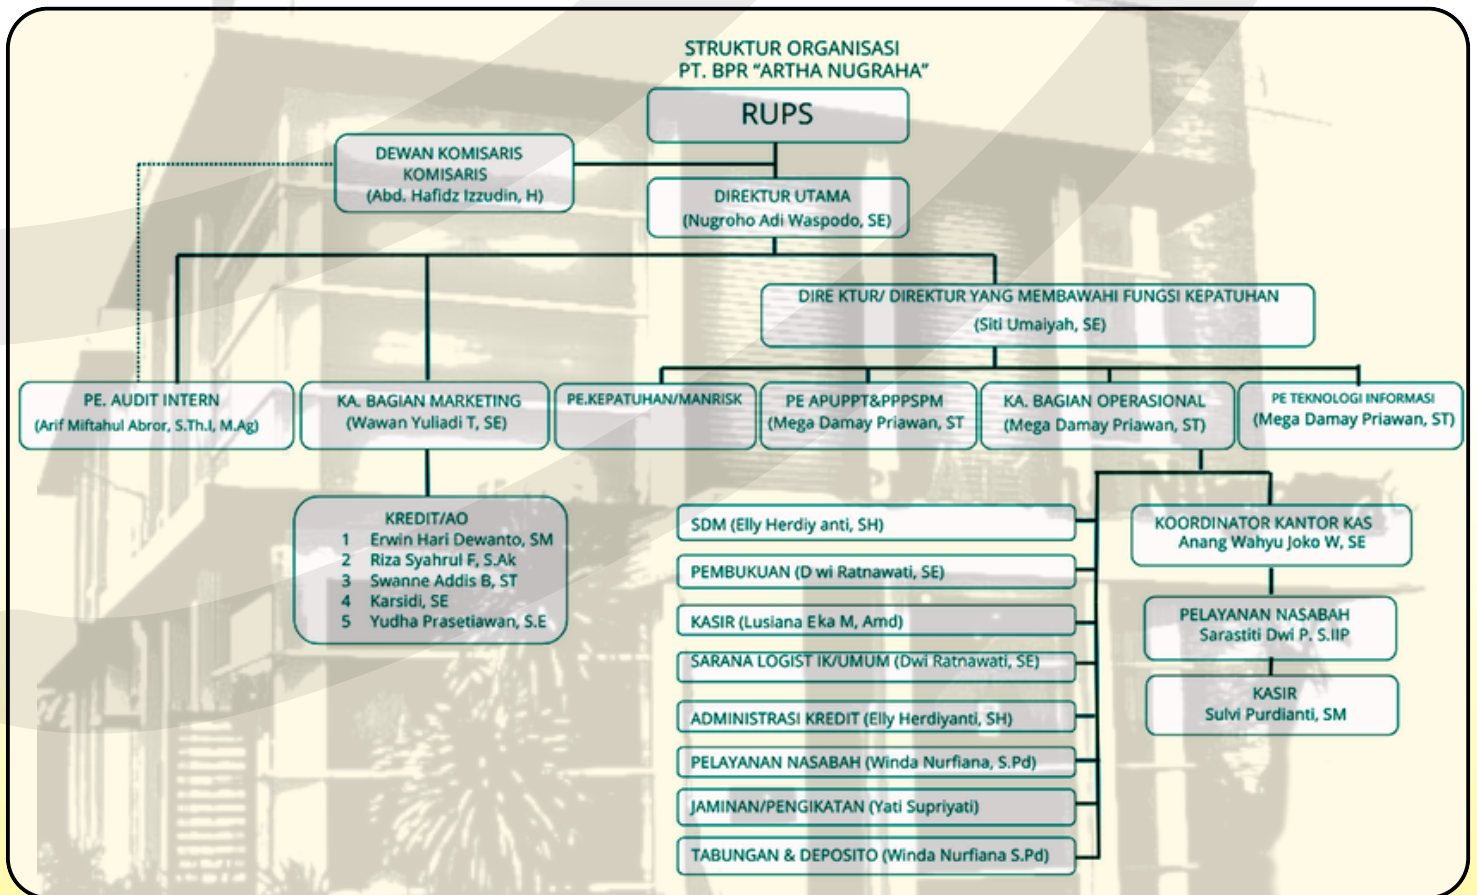 STRUKTUR ORGANISASI
PT. BPR “ARTHA NUGRAHA”
RUPS
DEWAN KOMISARIS
KOMISARIS
(Abd. Hafidz Izzudin, H)
DIREKTUR UTAMA
(Nugroho Adi Waspodo, SE)
DIRE KTUR/ DIREKTUR YANG MEMBAWAHI FUNGSI KEPATUHAN
(Siti Umaiyah, SE)
PE. AUDIT INTERN
(Arif Miftahul Abror, S.Th.I, M.Ag)
KA. BAGIAN MARKETING
(Wawan Yuliadi T, SE)
PE.KEPATUHAN/MANRISK
PE APUPPT&PPPSPM
(Mega Damay Priawan, ST
KA. BAGIAN OPERASIONAL
(Mega Damay Priawan, ST)
PE TEKNOLOGI INFORMASI
(Mega Damay Priawan, ST)
KREDIT/AO
1 Erwin Hari Dewanto, SM
2 Riza Syahrul F, S.Ak
3 Swanne Addis B, ST
4 Karsidi, SE
5 Yudha Prasetiawan, S.E
SDM (Elly Herdiy anti, SH)
PEMBUKUAN (D wi Ratnawati, SE)
KASIR (Lusiana Eka M, Amd)
SARANA LOGIST IK/UMUM (Dwi Ratnawati, SE)
ADMINISTRASI KREDIT (Elly Herdiyanti, SH)
PELAYANAN NASABAH (Winda Nurfiana, S.Pd)
JAMINAN/PENGIKATAN (Yati Supriyati)
TABUNGAN & DEPOSITO (Winda Nurfiana S.Pd)
KOORDINATOR KANTOR KAS
Anang Wahyu Joko W, SE
PELAYANAN NASABAH
Sarastiti Dwi P. S.IIP
KASIR
Sulvi Purdianti, SM